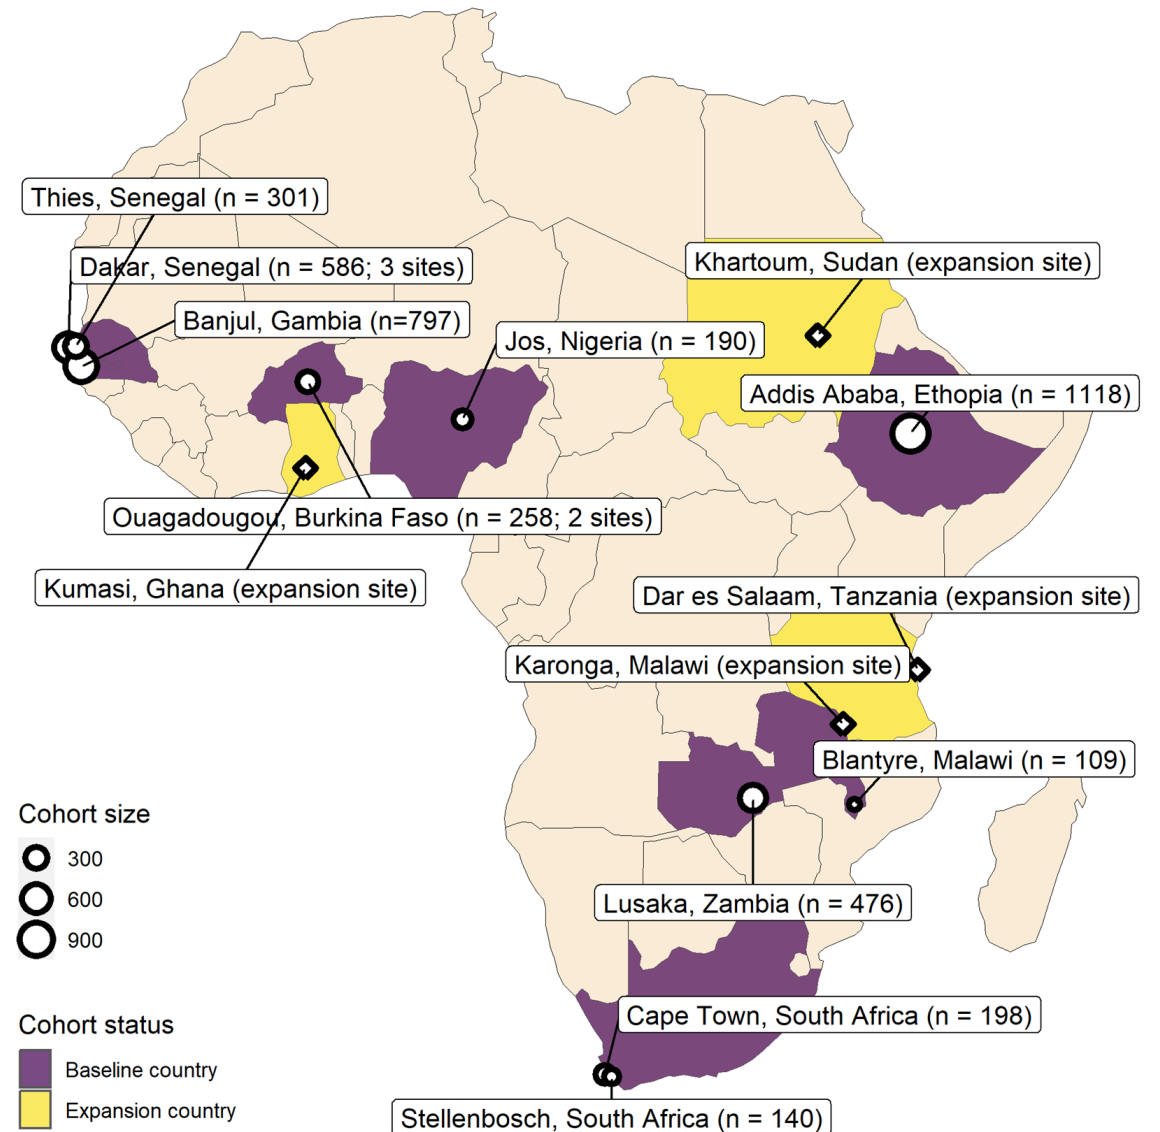 Thies, Senegal (n = 301)
Dakar, Senegal (n = 586; 3 sites)
Khartoum, Sudan (expansion site)
Banjul, Gambia (n=797)
Jos, Nigeria (n = 190)
Addis Ababa, Ethopia (n = 1118)
Ouagadougou, Burkina Faso (n = 258; 2 sites)
Kumasi, Ghana (expansion site)
Dar es Salaam, Tanzania (expansion site)
Karonga, Malawi (expansion site)
Blantyre, Malawi (n = 109)
Lusaka, Zambia (n = 476)
Cape Town, South Africa (n = 198)
Stellenbosch, South Africa (n = 140)
Cohort size
300
600
900
Cohort status
Baseline country
Expansion country